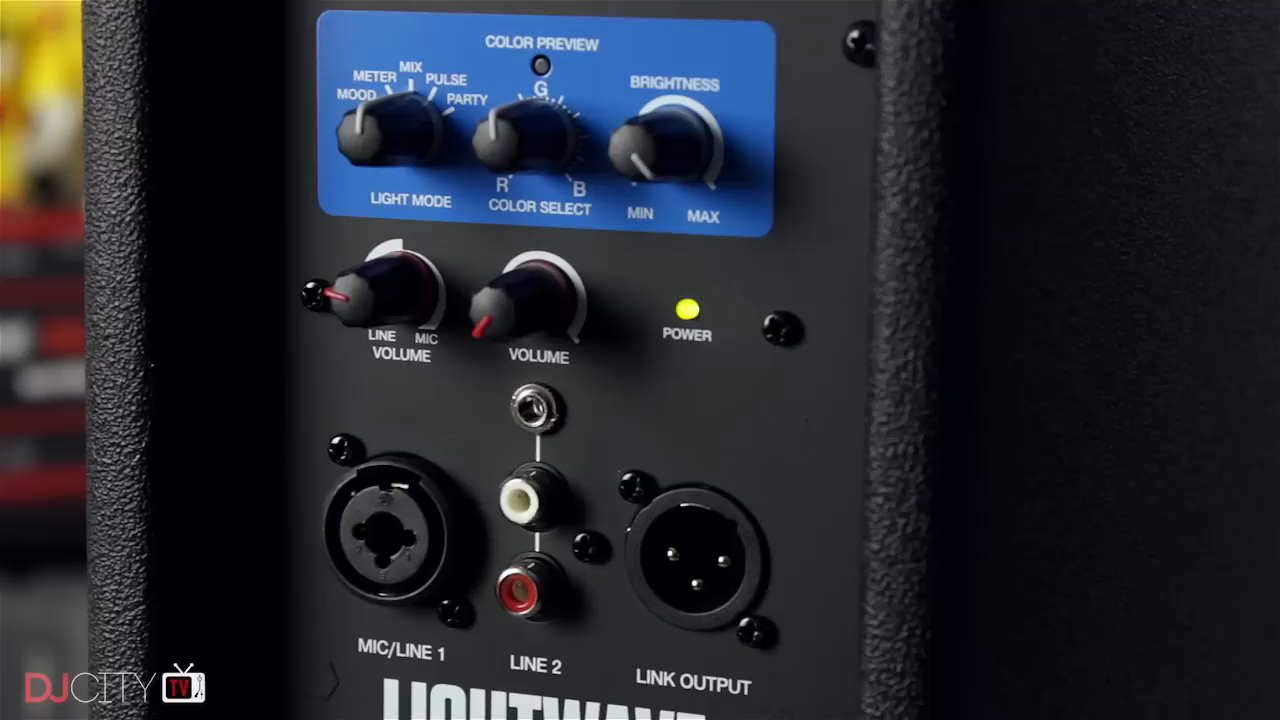 COLOR PREVIEW
MIX
METER
PULSE
MOOD
PARTY
G
BRIGHTNESS
R
B
LIGHT MODE
COLOR SELECT
MIN
MAX
LINE
MIC
VOLUME
VOLUME
POWER
MIC/LINE 1
LINE 2
LINK OUTPUT
LIGHTWAVE
DJCITY TV